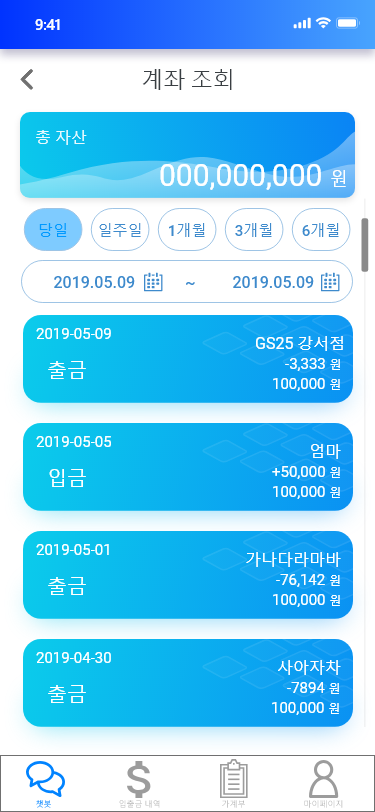 9:41
계좌 조회
총 자산
000,000,000 원
당일 일주일 1개월 3개월 6개월
2019.05.09 ~ 2019.05.09
2019-05-09
GS25 강서점
출금
-3,333 원
100,000 원
2019-05-05
엄마
입금
+50,000 원
100,000 원
2019-05-01
가나다라마바
출금
-76,142 원
100,000 원
2019-04-30
사아자차
출금
-7894 원
100,000 원
챗봇 입출금 내역 가계부 마이페이지